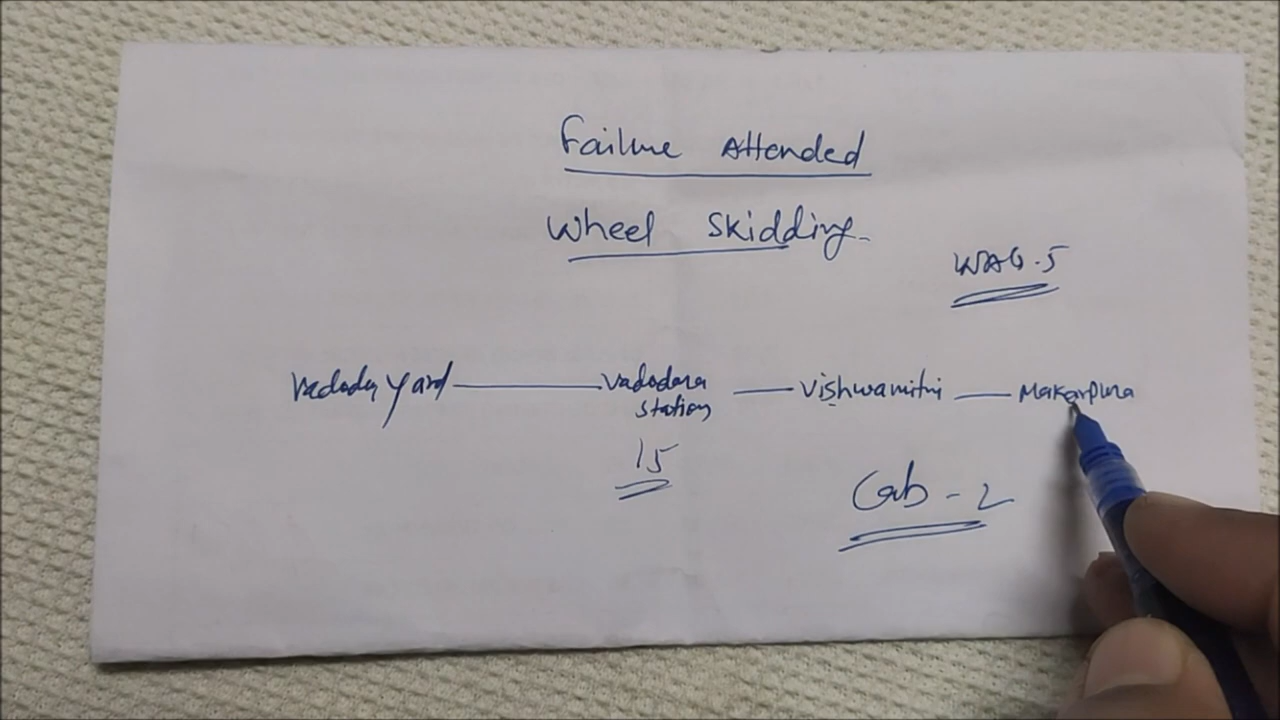 Failure Attended
Wheel Skidding
WAG-5
Vadodara Yard — Vadodara Station — Vishwamitri — Makarpura
15
Cab - 2